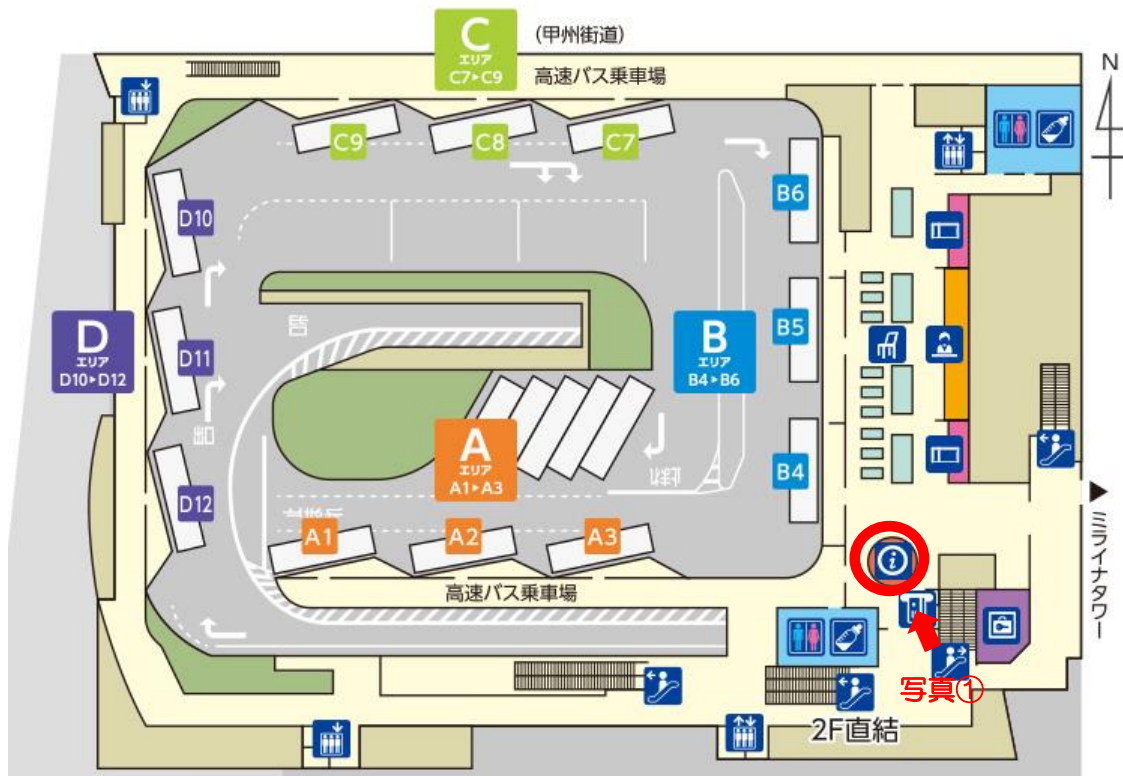 C
エリア
C7▶C9
(甲州街道)
高速バス乗車場
N
C9
C8
C7
B6
D10
D
エリア
D10▶D12
D11
B
エリア
B4▶B6
B5
A
エリア
A1▶A3
B4
D12
A1
A2
A3
高速バス乗車場
▶ミライナタワー
写真①
2F直結